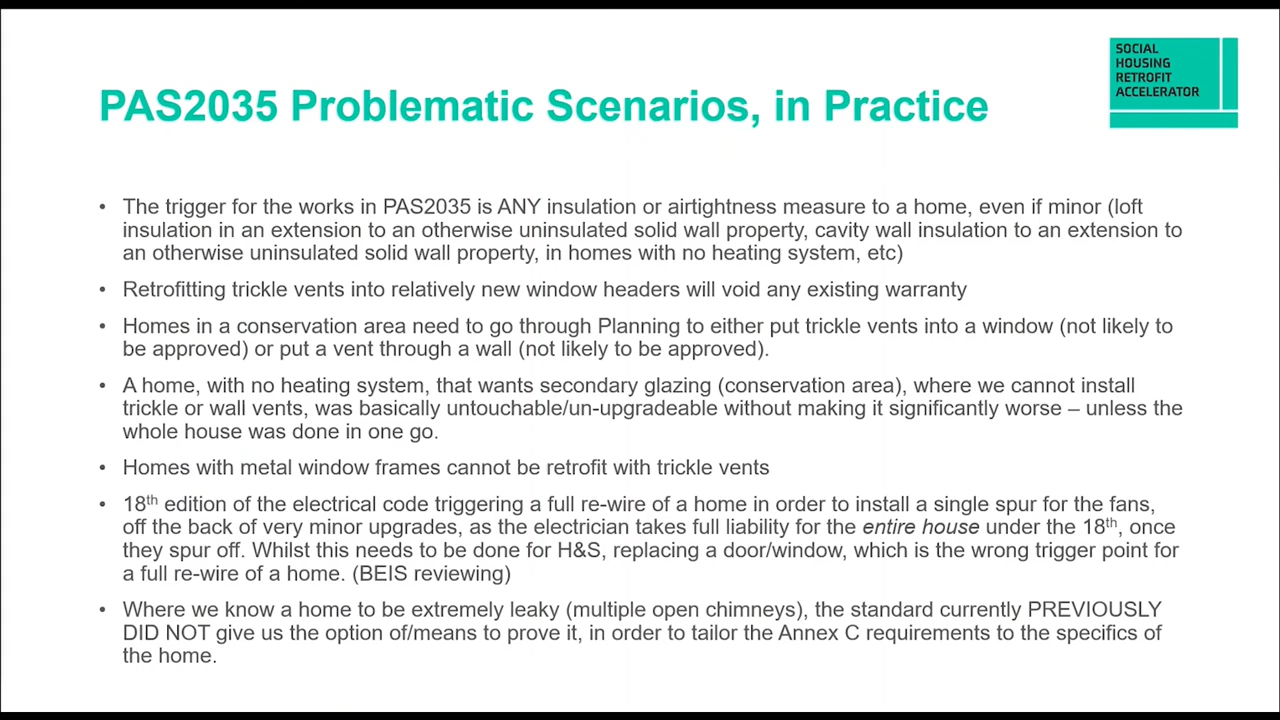 SOCIAL
HOUSING
RETROFIT
ACCELERATOR
PAS2035 Problematic Scenarios, in Practice
• The trigger for the works in PAS2035 is ANY insulation or airtightness measure to a home, even if minor (loft
insulation in an extension to an otherwise uninsulated solid wall property, cavity wall insulation to an extension to
an otherwise uninsulated solid wall property, in homes with no heating system, etc)
• Retrofitting trickle vents into relatively new window headers will void any existing warranty
• Homes in a conservation area need to go through Planning to either put trickle vents into a window (not likely to
be approved) or put a vent through a wall (not likely to be approved).
• A home, with no heating system, that wants secondary glazing (conservation area), where we cannot install
trickle or wall vents, was basically untouchable/un-upgradeable without making it significantly worse – unless the
whole house was done in one go.
• Homes with metal window frames cannot be retrofit with trickle vents
• 18th edition of the electrical code triggering a full re-wire of a home in order to install a single spur for the fans,
off the back of very minor upgrades, as the electrician takes full liability for the entire house under the 18th, once
they spur off. Whilst this needs to be done for H&S, replacing a door/window, which is the wrong trigger point for
a full re-wire of a home. (BEIS reviewing)
• Where we know a home to be extremely leaky (multiple open chimneys), the standard currently PREVIOUSLY
DID NOT give us the option of/means to prove it, in order to tailor the Annex C requirements to the specifics of
the home.